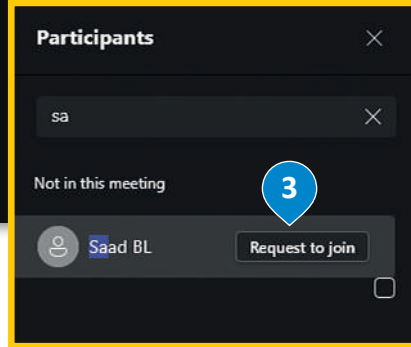 Participants
sa
Not in this meeting
3
Saad BL
Request to join